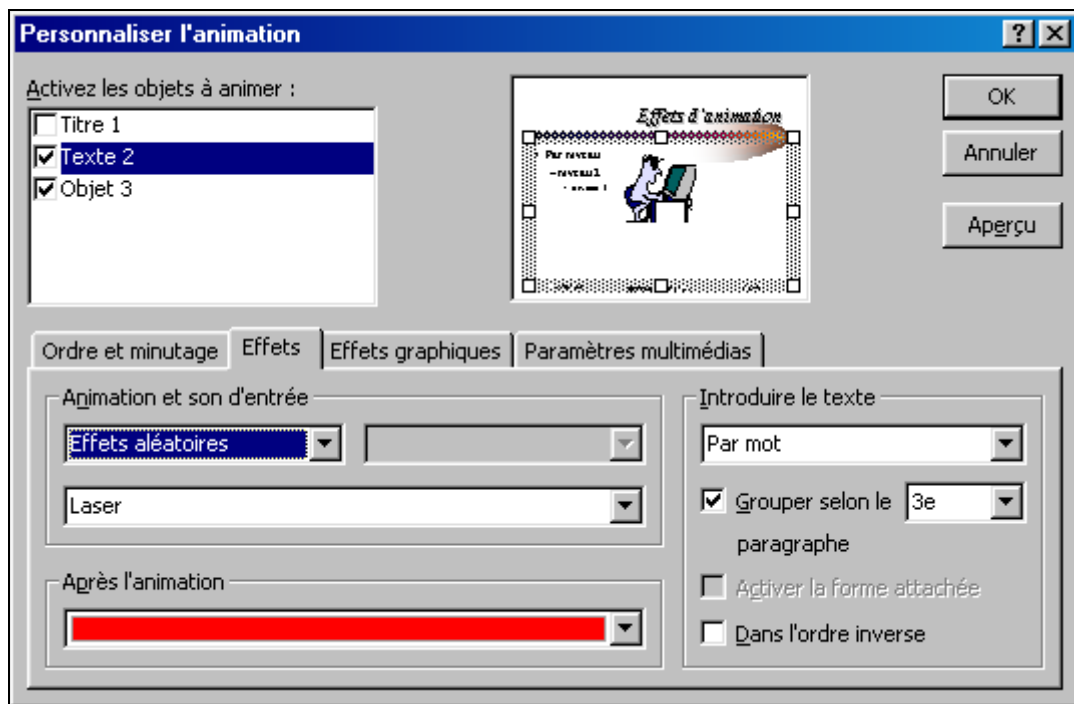 Personnaliser l'animation
Activez les objets à animer :
Titre 1
Texte 2
Objet 3
Effets d'animation
Par niveau
OK
Annuler
Aperçu
Ordre et minutage Effets Effets graphiques Paramètres multimédias
Animation et son d'entrée
Effets aléatoires
Laser
Après l'animation
Introduire le texte
Par mot
Grouper selon le 3e
paragraphe
Activer la forme attachée
Dans l'ordre inverse